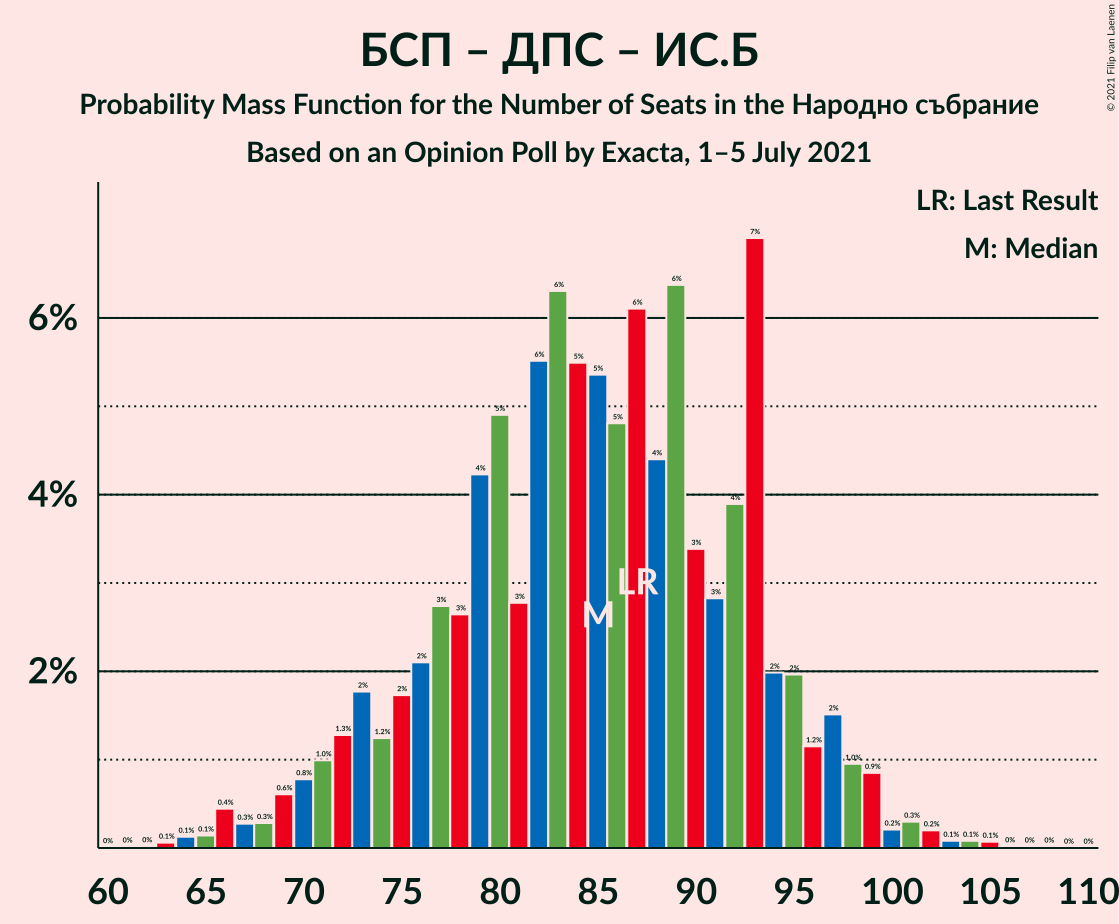 БСП – ДПС – ИС.Б
Probability Mass Function for the Number of Seats in the Народно събрание
Based on an Opinion Poll by Exacta, 1–5 July 2021
© 2021 Filip van Laenen
LR: Last Result
M: Median
6%
4%
2%
0% 0% 0% 0.1% 0.1% 0.1% 0.4% 0.3% 0.3% 0.6% 0.8% 1.0% 1.3% 2% 1.2% 2% 2% 3% 3% 4% 5% 3% 6% 6% 5% 5% 5% 6% 4% 6% 3% 3% 4% 7% 2% 2% 1.2% 2% 1.0% 0.9% 0.2% 0.3% 0.2% 0.1% 0.1% 0.1% 0% 0% 0% 0% 0%
LR
M
60 65 70 75 80 85 90 95 100 105 110